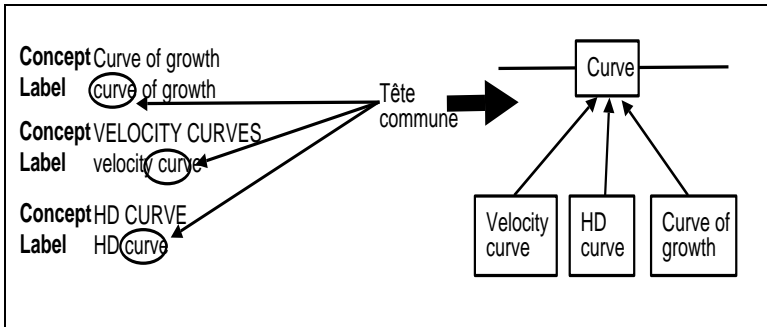 Concept Curve of growth
Label curve of growth
Concept VELOCITY CURVES
Label velocity curve
Concept HD CURVE
Label HD curve
Tête
commune
Curve
Velocity
curve
HD
curve
Curve of
growth